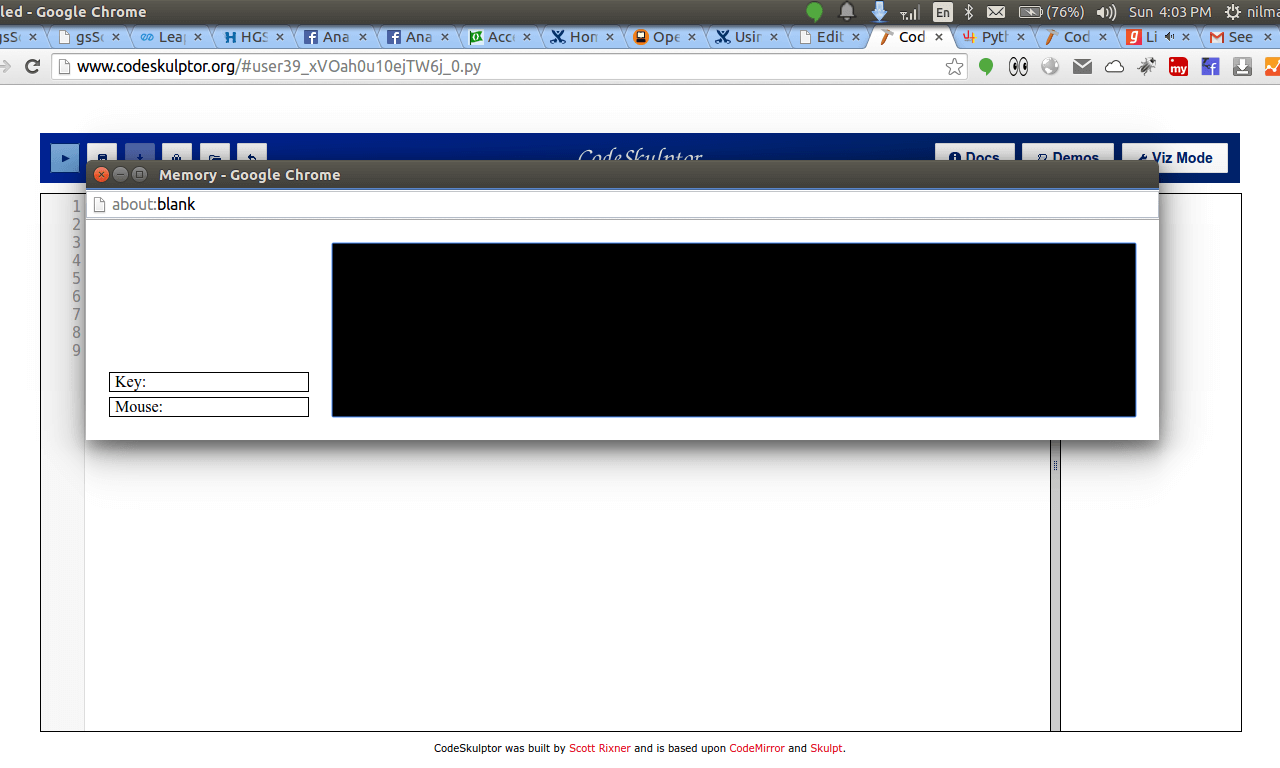 led - Google Chrome En (76%) Sun 4:03 PM nilma
gsSc gsSc Lea HGS Ana Ana Acc Hon Ope Usir Edit Cod Pyth Cod Li See
www.codeskulptor.org/#user39_xVOah0u10ejTW6j_0.py my
CodeSkulptor Docs Demos Viz Mode
Memory - Google Chrome
about:blank
1
2
3
4
5
6
7
8
9
Key:
Mouse:
CodeSkulptor was built by Scott Rixner and is based upon CodeMirror and Skulpt.